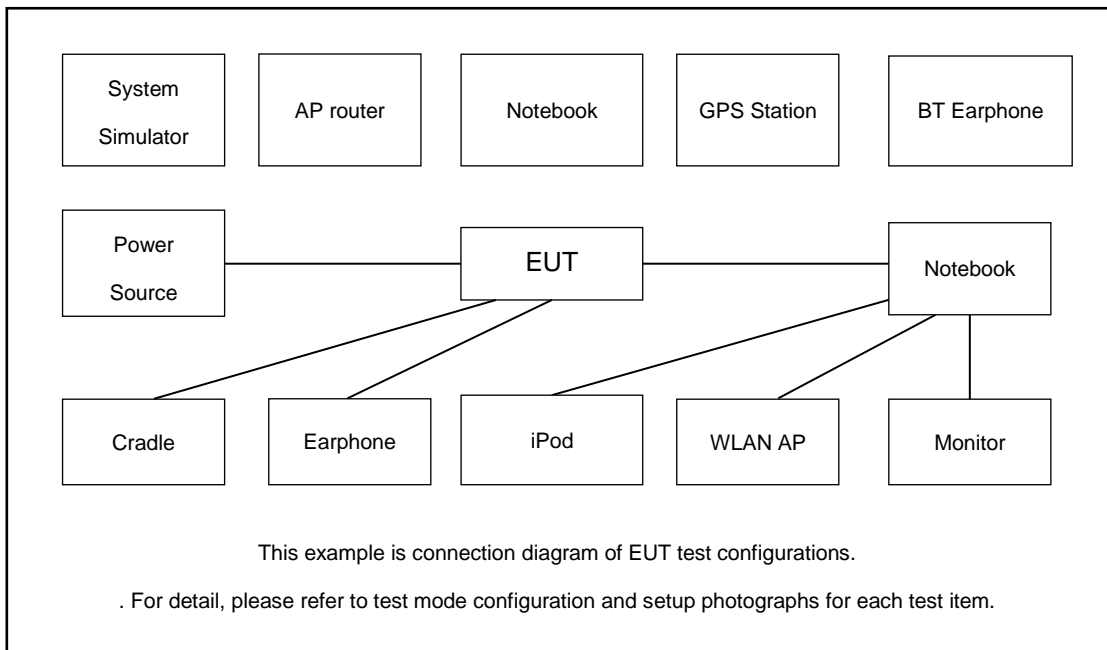 System
Simulator
AP router
Notebook
GPS Station
BT Earphone
Power
Source
EUT
Notebook
Cradle
Earphone
iPod
WLAN AP
Monitor
This example is connection diagram of EUT test configurations.
. For detail, please refer to test mode configuration and setup photographs for each test item.